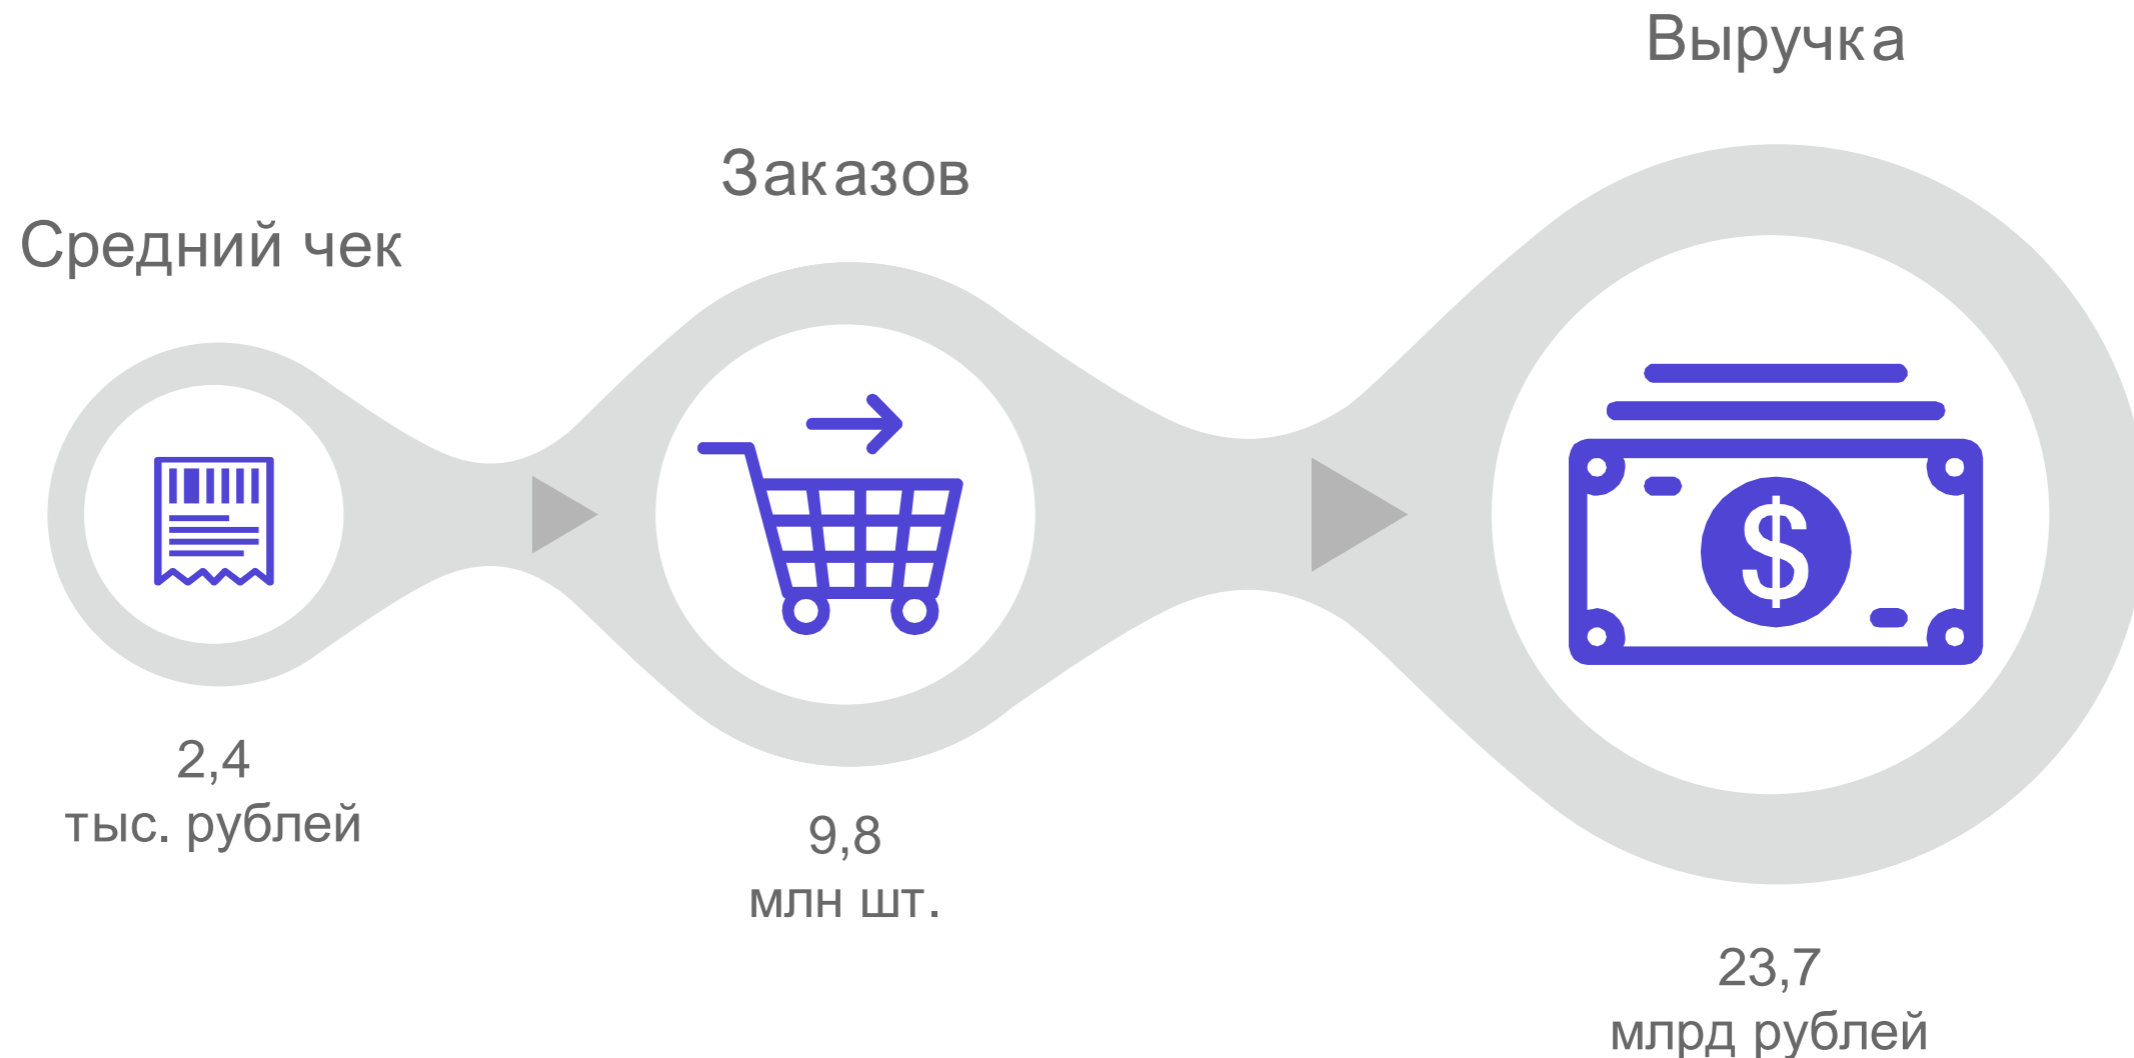 Средний чек
2,4
тыс. рублей
Заказов
9,8
млн шт.
Выручка
$
23,7
млрд рублей